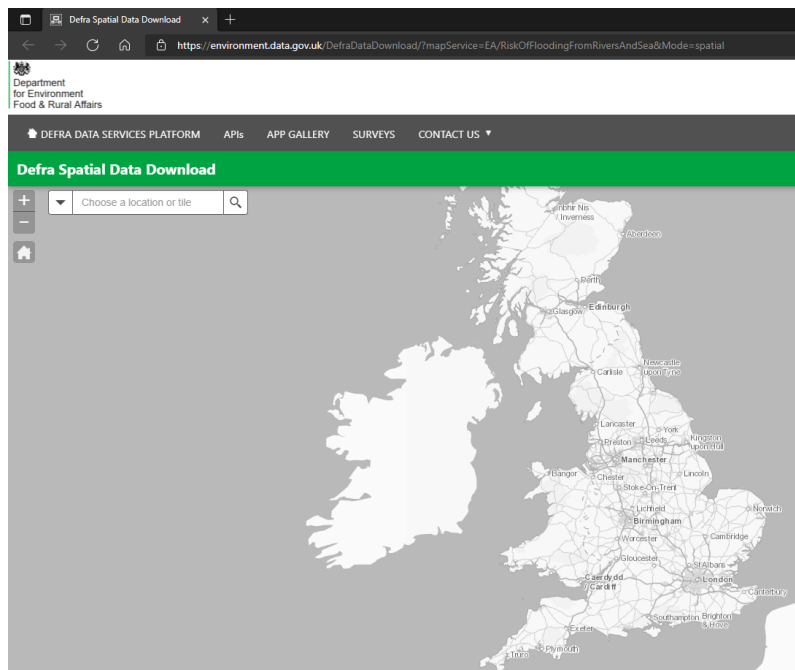 Defra Spatial Data Download
https://environment.data.gov.uk/DefraDataDownload/?mapService=EA/RiskOfFloodingFromRiversAndSea&Mode=spatial
Department
for Environment
Food & Rural Affairs
DEFRA DATA SERVICES PLATFORM APIs APP GALLERY SURVEYS CONTACT US
Defra Spatial Data Download
Choose a location or tile
Inbhir Nis
/ Inverness
Aberdeen
Perth
Edinburgh
Glasgow
Newcastle
upon Tyne
Carlisle
Lancaster
York
Preston
Leeds
Kingston
upon Hull
Manchester
Bangor
Chester
Lincoln
Stoke-On-Trent
Lichfield
Norwich
Birmingham
Worcester
Cambridge
Gloucester
St Albans
Caerdydd
/ Cardiff
London
Canterbury
Southampton
Brighton
& Hove
Exeter
Plymouth
Truro